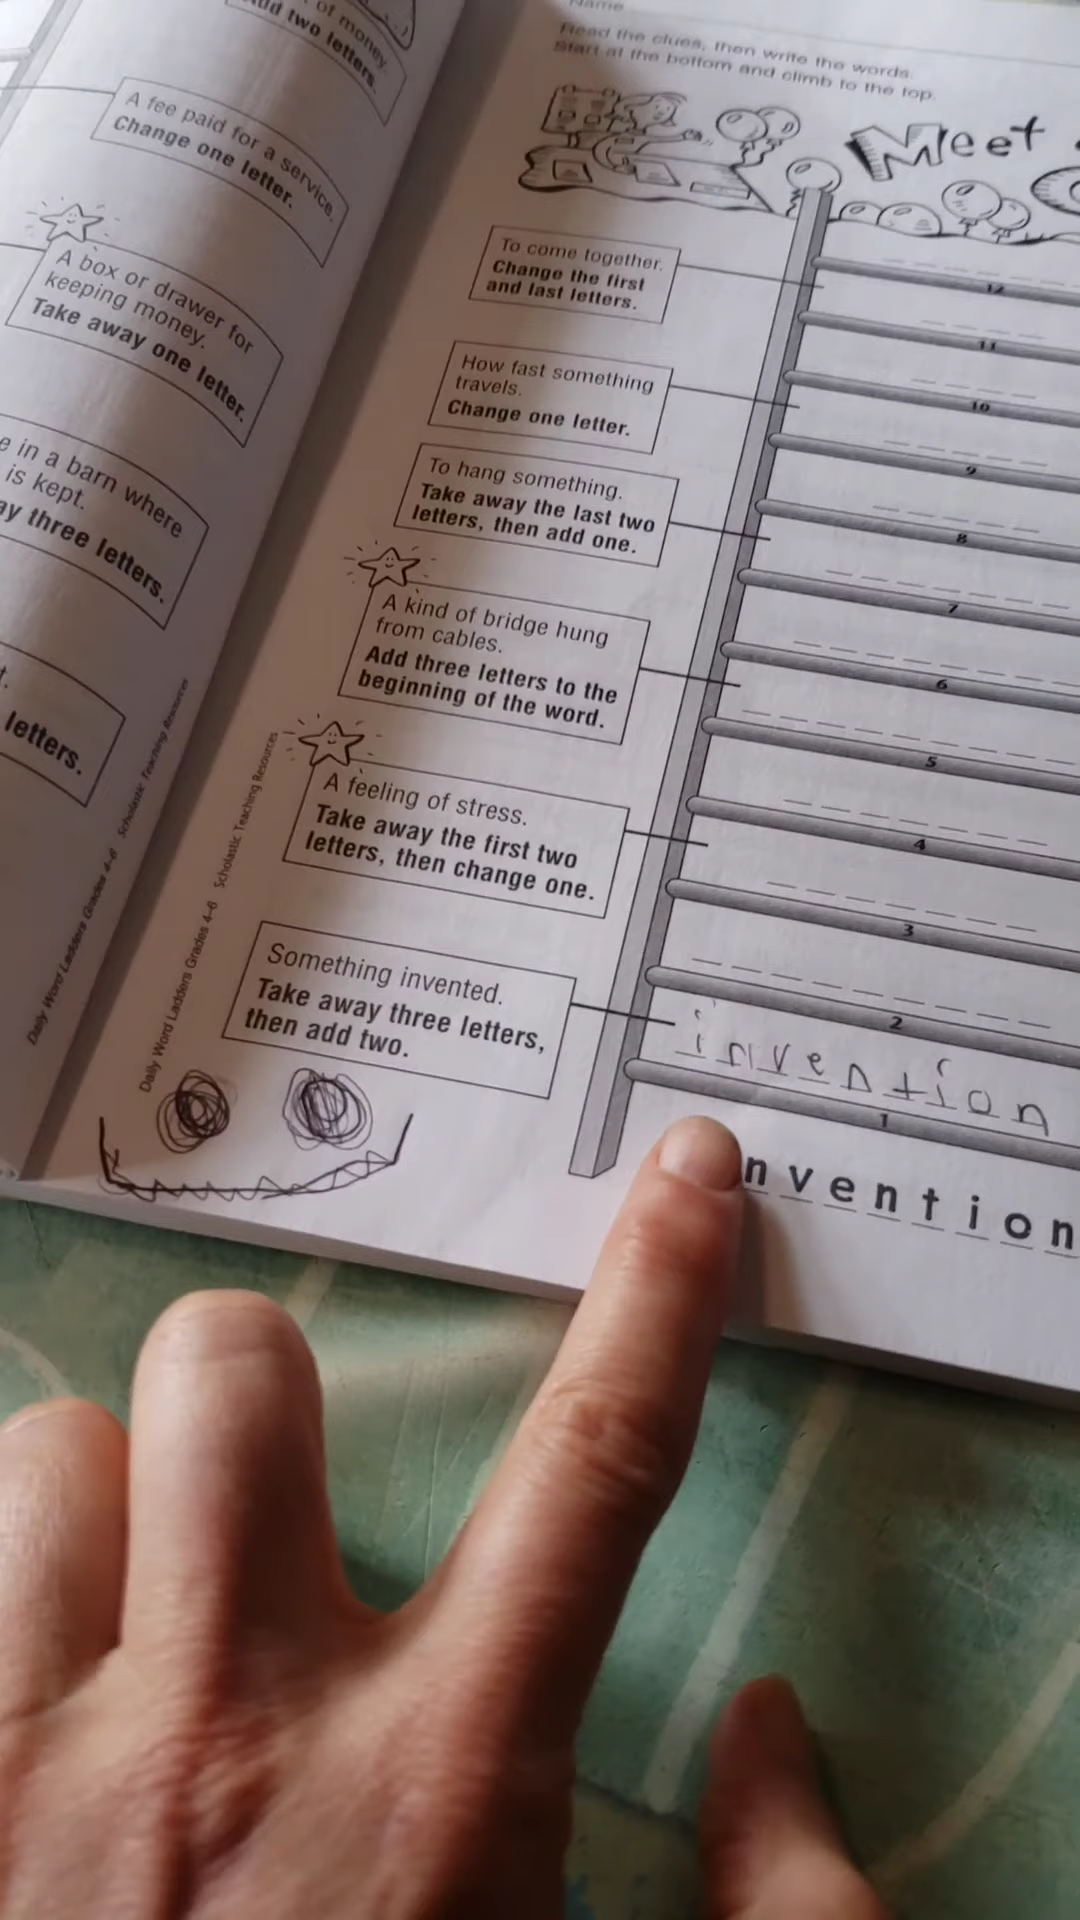 of money.
Add two letters.
A fee paid for a service.
Change one letter.
A box or drawer for
keeping money.
Take away one letter.
e in a barn where
is kept.
ay three letters.
t.
letters.
Daily Word Ladders Grades 4–6 Scholastic Teaching Resources
Name
Read the clues, then write the words.
Start at the bottom and climb to the top.
Meet
To come together.
Change the first
and last letters.
How fast something
travels.
Change one letter.
To hang something.
Take away the last two
letters, then add one.
A kind of bridge hung
from cables.
Add three letters to the
beginning of the word.
A feeling of stress.
Take away the first two
letters, then change one.
Something invented.
Take away three letters,
then add two.
Daily Word Ladders Grades 4–6 Scholastic Teaching Resources
12
11
10
9
8
7
6
5
4
3
2
invention
1
nvention